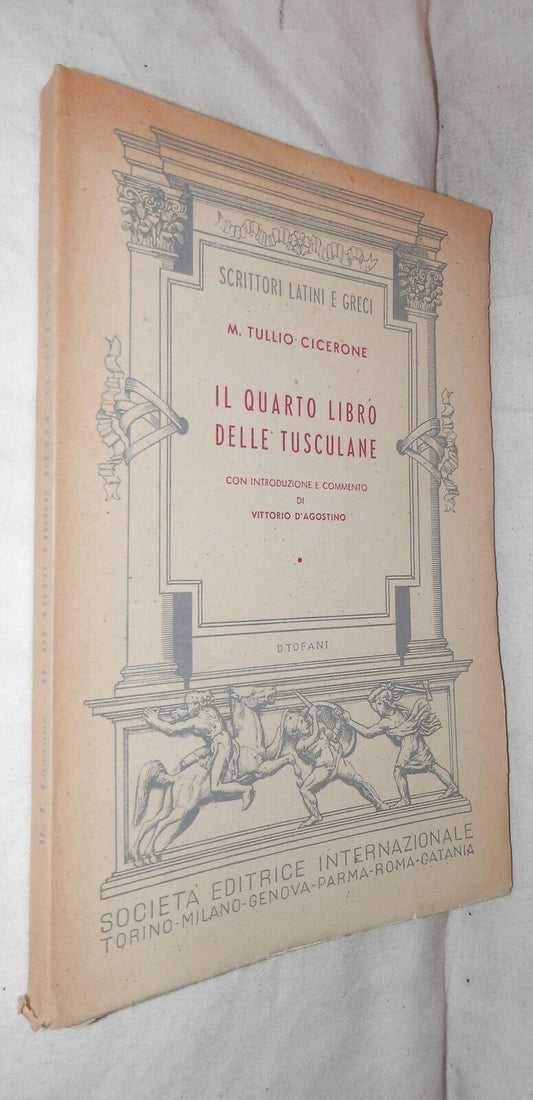 SCRITTORI LATINI E GRECI
M. TULLIO CICERONE
IL QUARTO LIBRO
DELLE TUSCULANE
CON INTRODUZIONE E COMMENTO
DI
VITTORIO D'AGOSTINO
D TOFANI
SOCIETÀ EDITRICE INTERNAZIONALE
TORINO-MILANO-GENOVA-PARMA-ROMA-CATANIA
M. T. Cicerone